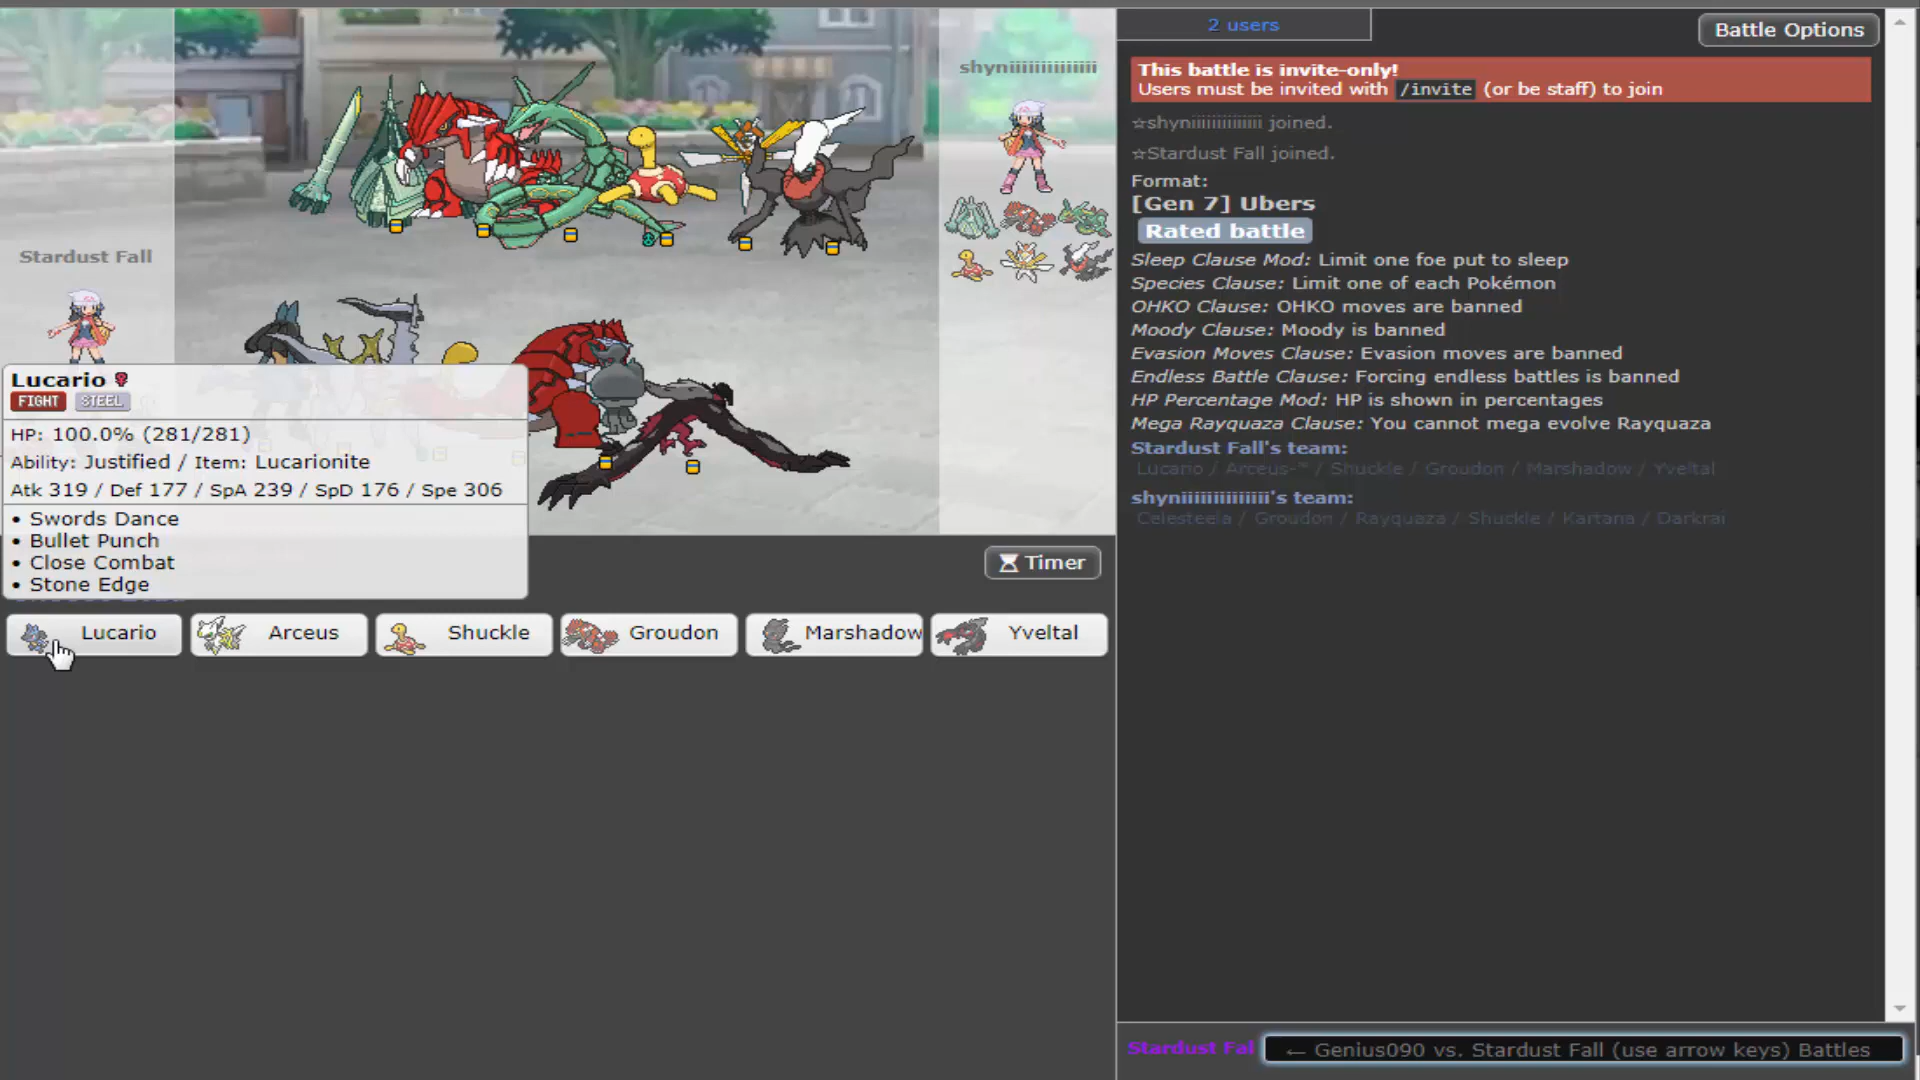 2 users
Battle Options
shyniiiiiiiiiiiiii
This battle is invite-only!
Users must be invited with /invite (or be staff) to join
☆shyniiiiiiiiiiiiii joined.
☆Stardust Fall joined.
Format:
[Gen 7] Ubers
Rated battle
Sleep Clause Mod: Limit one foe put to sleep
Species Clause: Limit one of each Pokémon
OHKO Clause: OHKO moves are banned
Moody Clause: Moody is banned
Evasion Moves Clause: Evasion moves are banned
Endless Battle Clause: Forcing endless battles is banned
HP Percentage Mod: HP is shown in percentages
Mega Rayquaza Clause: You cannot mega evolve Rayquaza
Stardust Fall's team:
Lucario / Arceus-* / Shuckle / Groudon / Marshadow / Yveltal
shyniiiiiiiiiiiiii's team:
Celesteela / Groudon / Rayquaza / Shuckle / Kartana / Darkrai
Stardust Fall
Lucario
FIGHT STEEL
HP: 100.0% (281/281)
Ability: Justified / Item: Lucarionite
Atk 319 / Def 177 / SpA 239 / SpD 176 / Spe 306
• Swords Dance
• Bullet Punch
• Close Combat
• Stone Edge
Timer
Lucario
Arceus
Shuckle
Groudon
Marshadow
Yveltal
Stardust Fal
← Genius090 vs. Stardust Fall (use arrow keys) Battles